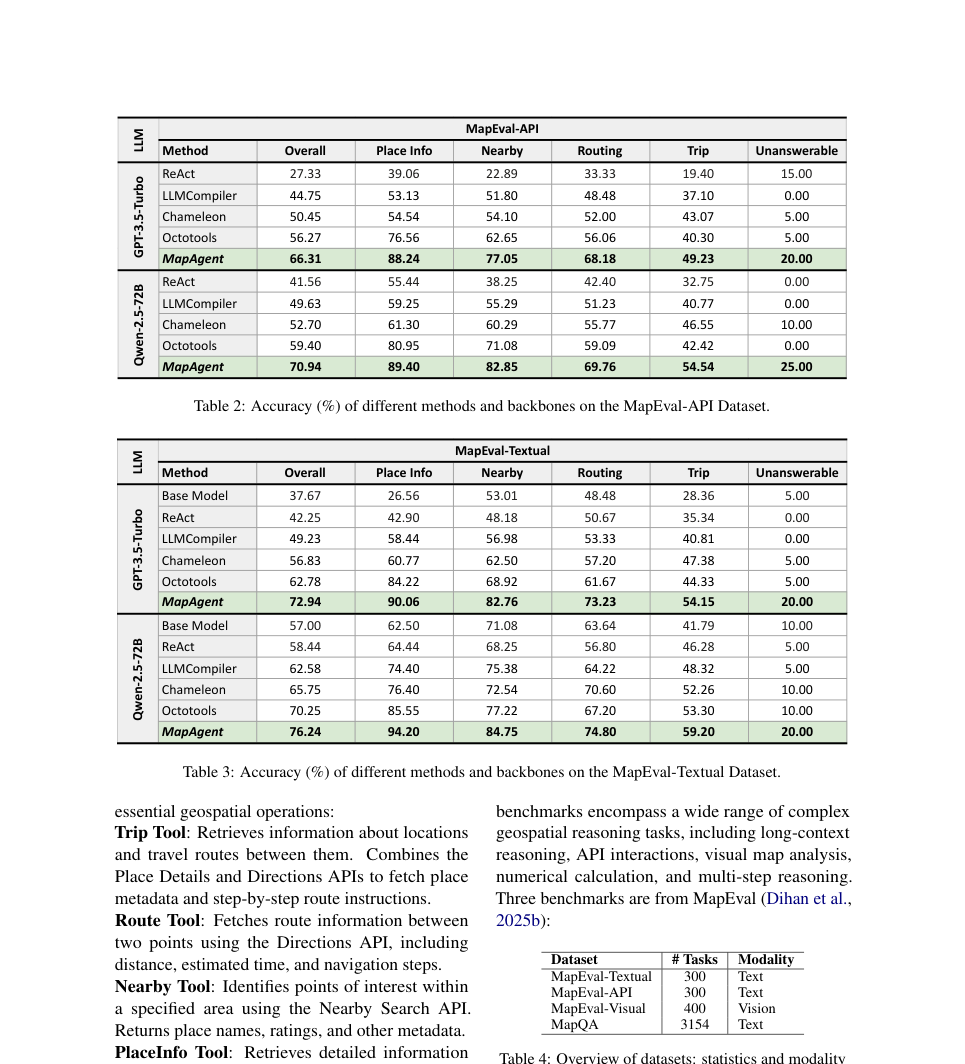 LLM
MapEval-API
Method Overall Place Info Nearby Routing Trip Unanswerable
GPT-3.5-Turbo
ReAct 27.33 39.06 22.89 33.33 19.40 15.00
LLMCompiler 44.75 53.13 51.80 48.48 37.10 0.00
Chameleon 50.45 54.54 54.10 52.00 43.07 5.00
Octotools 56.27 76.56 62.65 56.06 40.30 5.00
MapAgent 66.31 88.24 77.05 68.18 49.23 20.00
Qwen-2.5-72B
ReAct 41.56 55.44 38.25 42.40 32.75 0.00
LLMCompiler 49.63 59.25 55.29 51.23 40.77 0.00
Chameleon 52.70 61.30 60.29 55.77 46.55 10.00
Octotools 59.40 80.95 71.08 59.09 42.42 0.00
MapAgent 70.94 89.40 82.85 69.76 54.54 25.00
Table 2: Accuracy (%) of different methods and backbones on the MapEval-API Dataset.
LLM
MapEval-Textual
Method Overall Place Info Nearby Routing Trip Unanswerable
GPT-3.5-Turbo
Base Model 37.67 26.56 53.01 48.48 28.36 5.00
ReAct 42.25 42.90 48.18 50.67 35.34 0.00
LLMCompiler 49.23 58.44 56.98 53.33 40.81 0.00
Chameleon 56.83 60.77 62.50 57.20 47.38 5.00
Octotools 62.78 84.22 68.92 61.67 44.33 5.00
MapAgent 72.94 90.06 82.76 73.23 54.15 20.00
Qwen-2.5-72B
Base Model 57.00 62.50 71.08 63.64 41.79 10.00
ReAct 58.44 64.44 68.25 56.80 46.28 5.00
LLMCompiler 62.58 74.40 75.38 64.22 48.32 5.00
Chameleon 65.75 76.40 72.54 70.60 52.26 10.00
Octotools 70.25 85.55 77.22 67.20 53.30 10.00
MapAgent 76.24 94.20 84.75 74.80 59.20 20.00
Table 3: Accuracy (%) of different methods and backbones on the MapEval-Textual Dataset.
essential geospatial operations:
Trip Tool: Retrieves information about locations
and travel routes between them. Combines the
Place Details and Directions APIs to fetch place
metadata and step-by-step route instructions.
Route Tool: Fetches route information between
two points using the Directions API, including
distance, estimated time, and navigation steps.
Nearby Tool: Identifies points of interest within
a specified area using the Nearby Search API.
Returns place names, ratings, and other metadata.
PlaceInfo Tool: Retrieves detailed information
benchmarks encompass a wide range of complex
geospatial reasoning tasks, including long-context
reasoning, API interactions, visual map analysis,
numerical calculation, and multi-step reasoning.
Three benchmarks are from MapEval (Dihan et al.,
2025b):
Dataset # Tasks Modality
MapEval-Textual 300 Text
MapEval-API 300 Text
MapEval-Visual 400 Vision
MapQA 3154 Text
Table 4: Overview of datasets: statistics and modality